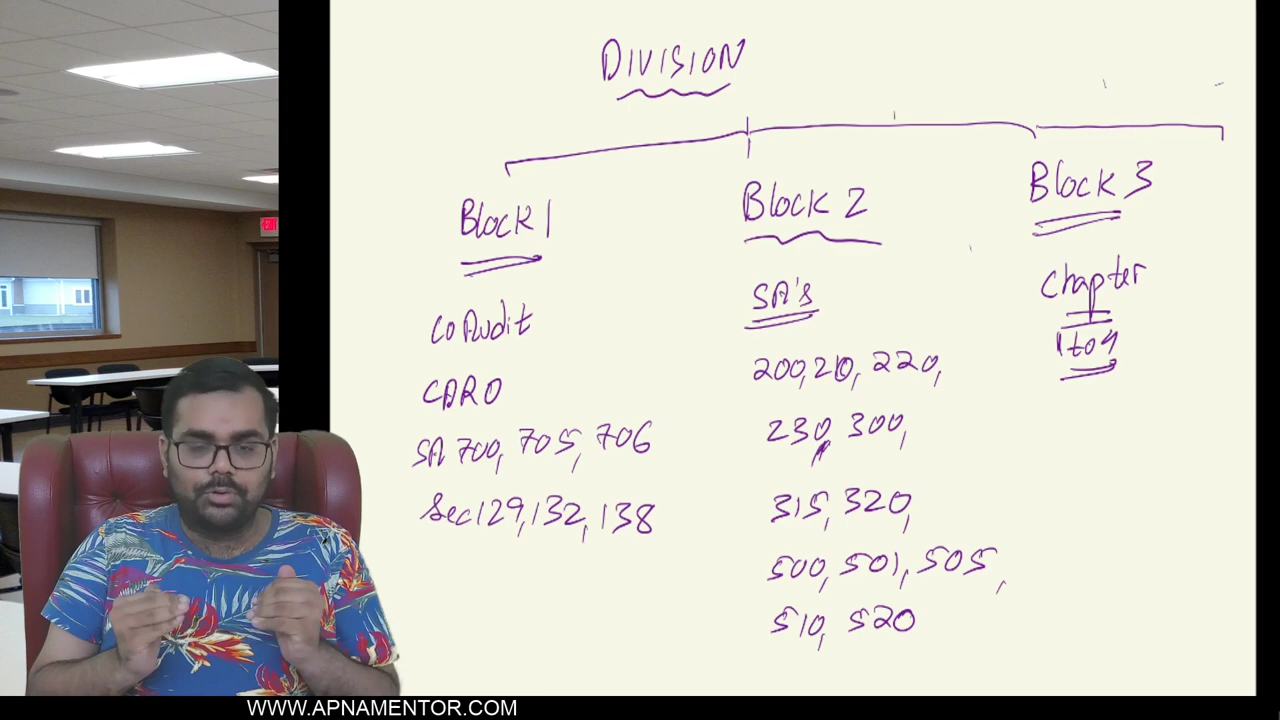 DIVISION
Block 1
Co Audit
CARO
SA 700, 705, 706
Sec 129, 132, 138
Block 2
SA's
200, 210, 220,
230, 300,
315, 320,
500, 501, 505,
510, 520
Block 3
Chapter
1 to 4
WWW.APNAMENTOR.COM